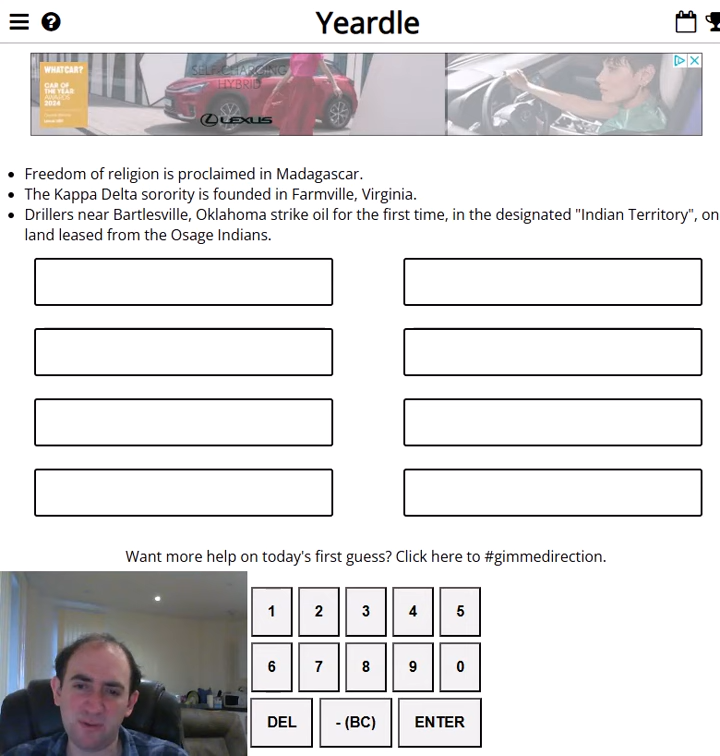 Yeardle
WHATCAR?
CAR OF
THE YEAR
AWARDS
2024
SELF-CHARGING
HYBRID
LEXUS
Freedom of religion is proclaimed in Madagascar.
The Kappa Delta sorority is founded in Farmville, Virginia.
Drillers near Bartlesville, Oklahoma strike oil for the first time, in the designated "Indian Territory", on
land leased from the Osage Indians.
Want more help on today's first guess? Click here to #gimmedirection.
1 2 3 4 5
6 7 8 9 0
DEL - (BC) ENTER